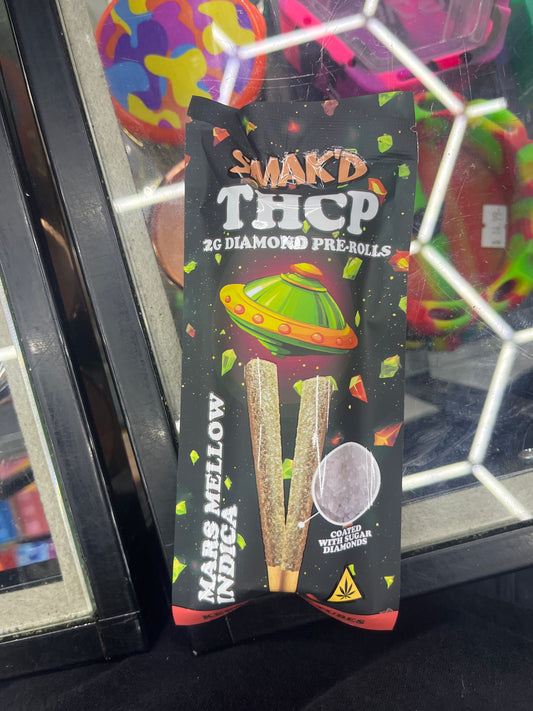 SMAK'D
THCP
2G DIAMOND PRE-ROLLS
MARS MELLOW
INDICA
COATED
WITH SUGAR
DIAMONDS